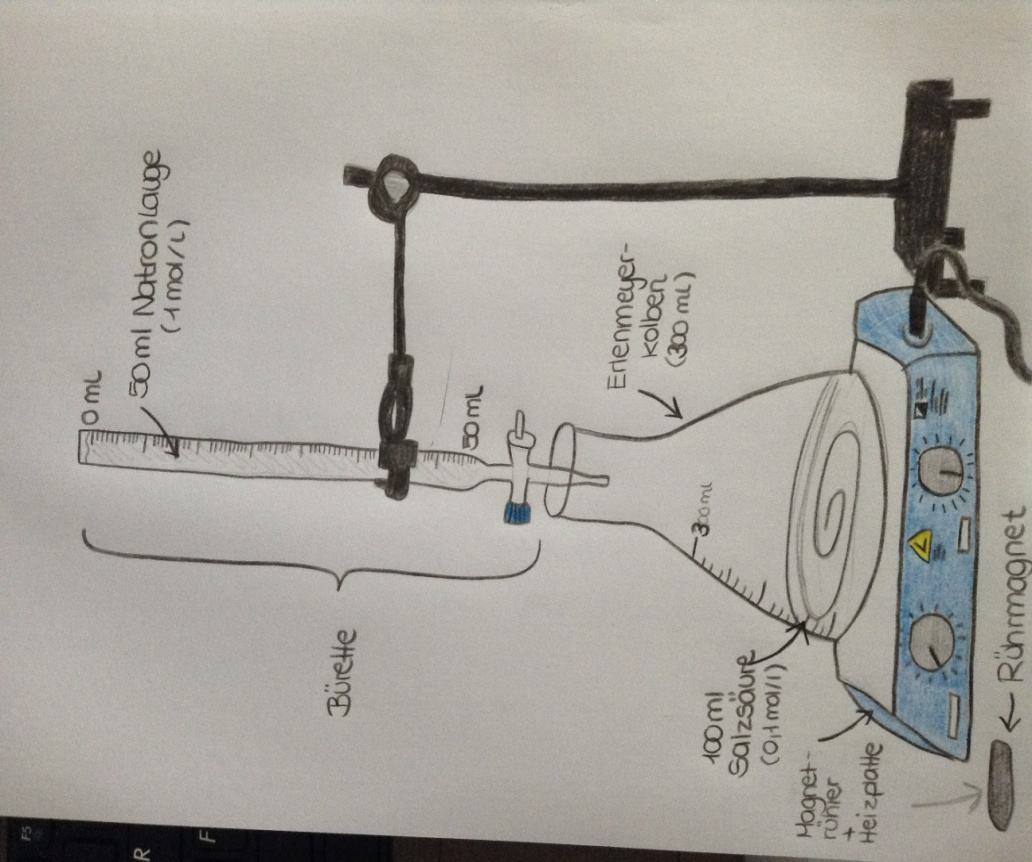 0 mL
50 ml Natronlauge
(1 mol/L)
50 mL
Bürette
Erlenmeyer-
kolben
(300 mL)
300 ml
100 ml
Salzsäure
(0,1 mol/l)
Magnet-
rührer
+
Heizplatte
Rührmagnet
F5
R
F